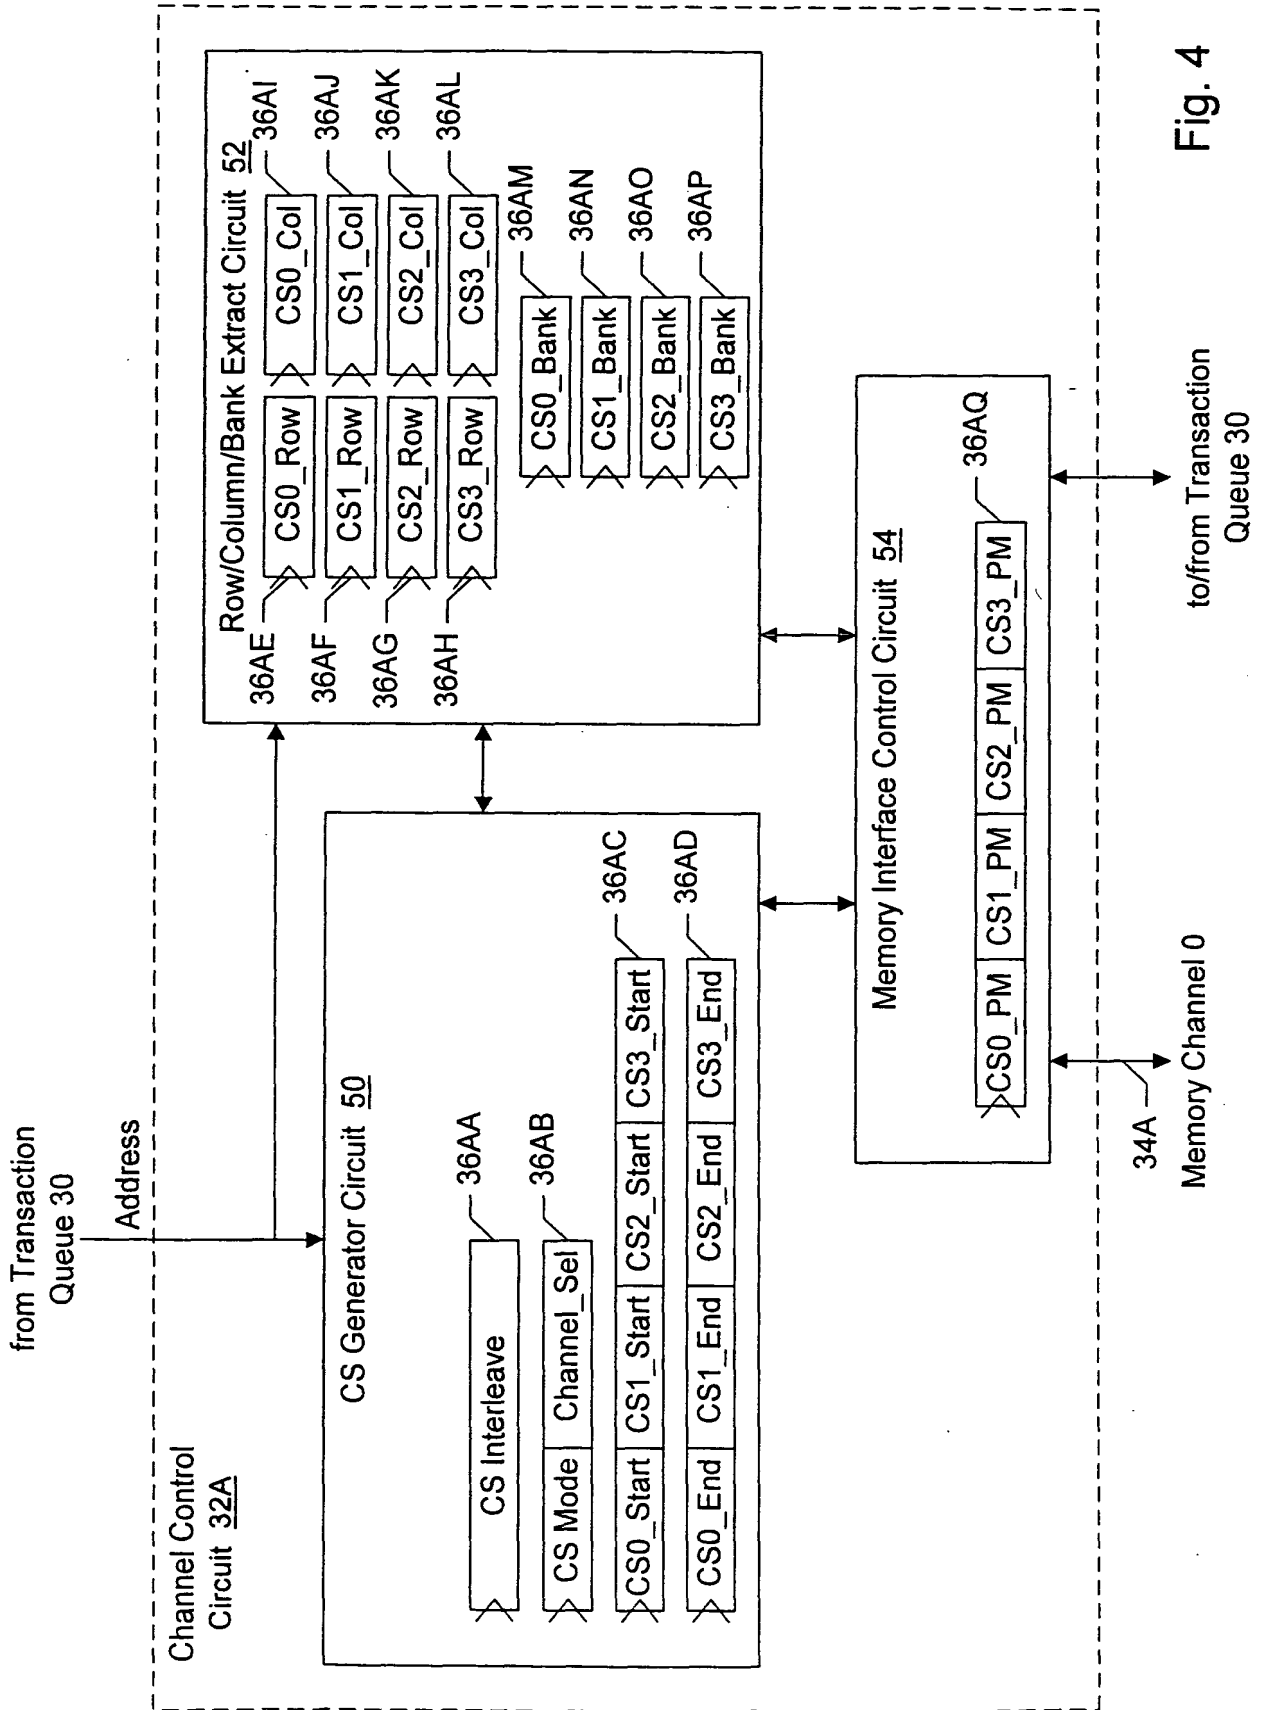 from Transaction
Queue 30
Address
Channel Control
Circuit 32A
CS Generator Circuit 50
CS Interleave
36AA
CS Mode
Channel_Sel
36AB
CS0_Start
CS1_Start
CS2_Start
CS3_Start
36AC
CS0_End
CS1_End
CS2_End
CS3_End
36AD
Row/Column/Bank Extract Circuit 52
36AE
CS0_Row
CS0_Col
36AI
36AF
CS1_Row
CS1_Col
36AJ
36AG
CS2_Row
CS2_Col
36AK
36AH
CS3_Row
CS3_Col
36AL
CS0_Bank
36AM
CS1_Bank
36AN
CS2_Bank
36AO
CS3_Bank
36AP
Memory Interface Control Circuit 54
CS0_PM
CS1_PM
CS2_PM
CS3_PM
36AQ
34A
Memory Channel 0
to/from Transaction
Queue 30
Fig. 4